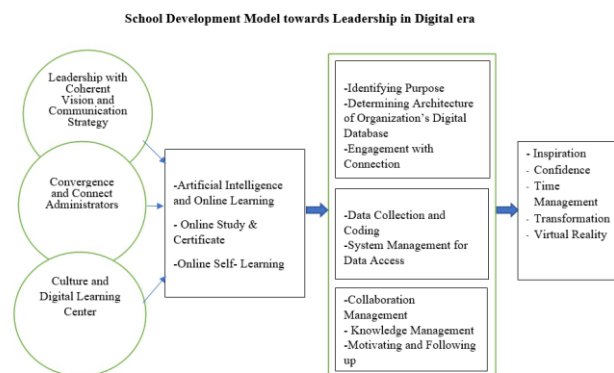 School Development Model towards Leadership in Digital era
Leadership with
Coherent
Vision and
Communication
Strategy
Convergence
and Connect
Administrators
Culture and
Digital Learning
Center
-Artificial Intelligence
and Online Learning
- Online Study &
Certificate
-Online Self- Learning
-Identifying Purpose
-Determining Architecture
of Organization's Digital
Database
-Engagement with
Connection
-Data Collection and
Coding
-System Management for
Data Access
-Collaboration
Management
- Knowledge Management
-Motivating and Following
up
- Inspiration
- Confidence
- Time
Management
- Transformation
- Virtual Reality